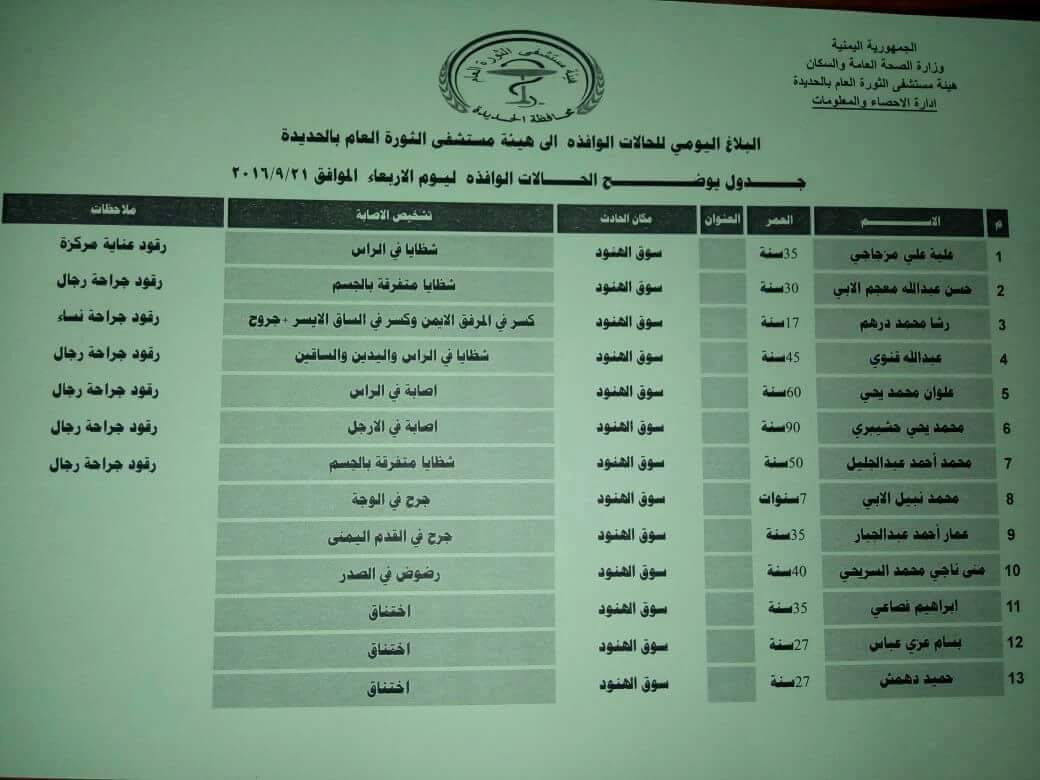 الجمهورية اليمنية
وزارة الصحة العامة والسكان
هيئة مستشفى الثورة العام بالحديدة
ادارة الاحصاء والمعلومات
هيئة مستشفى الثورة العام
محافظة الحديدة
البلاغ اليومي للحالات الوافذه الى هيئة مستشفى الثورة العام بالحديدة
جدول يوضح الحالات الوافذه ليوم الاربعاء الموافق ٢٠١٦/٩/٢١
م الاسم العمر العنوان مكان الحادث تشخيص الاصابة ملاحظات
1 علية علي مزجاجي 35سنة سوق الهنود شظايا في الراس رقود عناية مركزة
2 حسن عبدالله معجم الابي 30سنة سوق الهنود شظايا متفرقة بالجسم رقود جراحة رجال
3 رشا محمد درهم 17سنة سوق الهنود كسر في المرفق الايمن وكسر في الساق الايسر +جروح رقود جراحة نساء
4 عبدالله قنوي 45سنة سوق الهنود شظايا في الراس واليدين والساقين رقود جراحة رجال
5 علوان محمد يحي 60سنة سوق الهنود اصابة في الراس رقود جراحة رجال
6 محمد يحي حشيبري 90سنة سوق الهنود اصابة في الارجل رقود جراحة رجال
7 محمد أحمد عبدالجليل 50سنة سوق الهنود شظايا متفرقة بالجسم رقود جراحة رجال
8 محمد نبيل الابي 7سنوات سوق الهنود جرح في الوجة
9 عمار أحمد عبدالجبار 35سنة سوق الهنود جرح في القدم اليمنى
10 منى ناجي محمد السريحي 40سنة سوق الهنود رضوض في الصدر
11 ابراهيم قصاعي 35سنة سوق الهنود اختناق
12 بسام عزي عباس 27سنة سوق الهنود اختناق
13 حميد دهمش 27سنة سوق الهنود اختناق